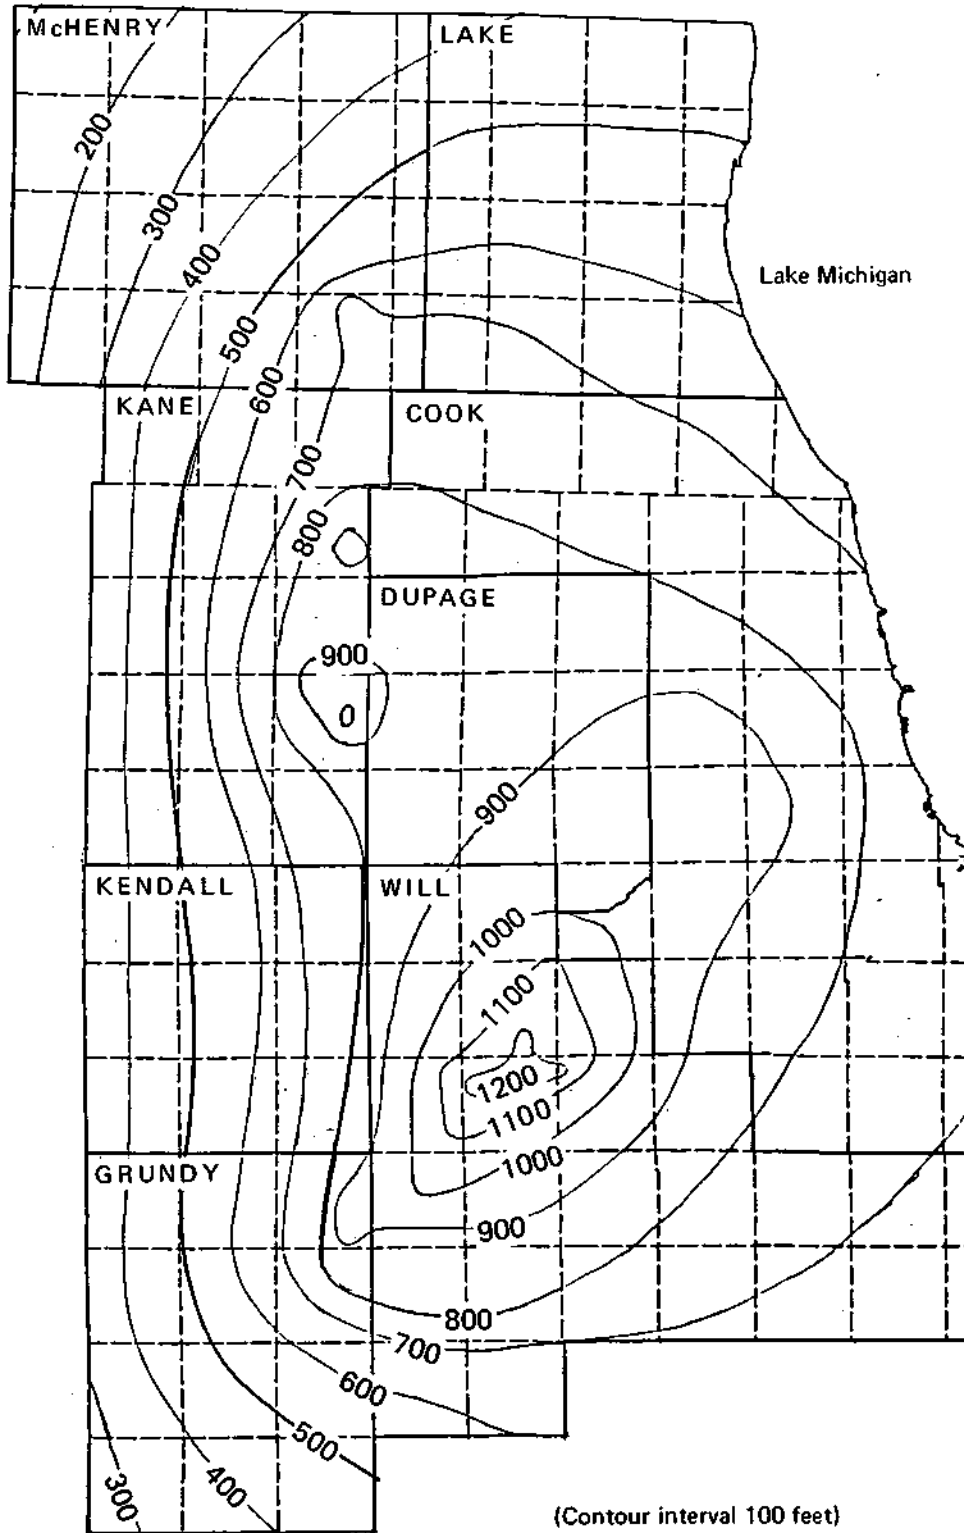 McHENRY
LAKE
200
300
400
Lake Michigan
500
600
KANE
COOK
700
800
DUPAGE
900
0
900
KENDALL
WILL
1000
1100
1200
1100
GRUNDY
1000
900
800
700
600
500
400
300
(Contour interval 100 feet)